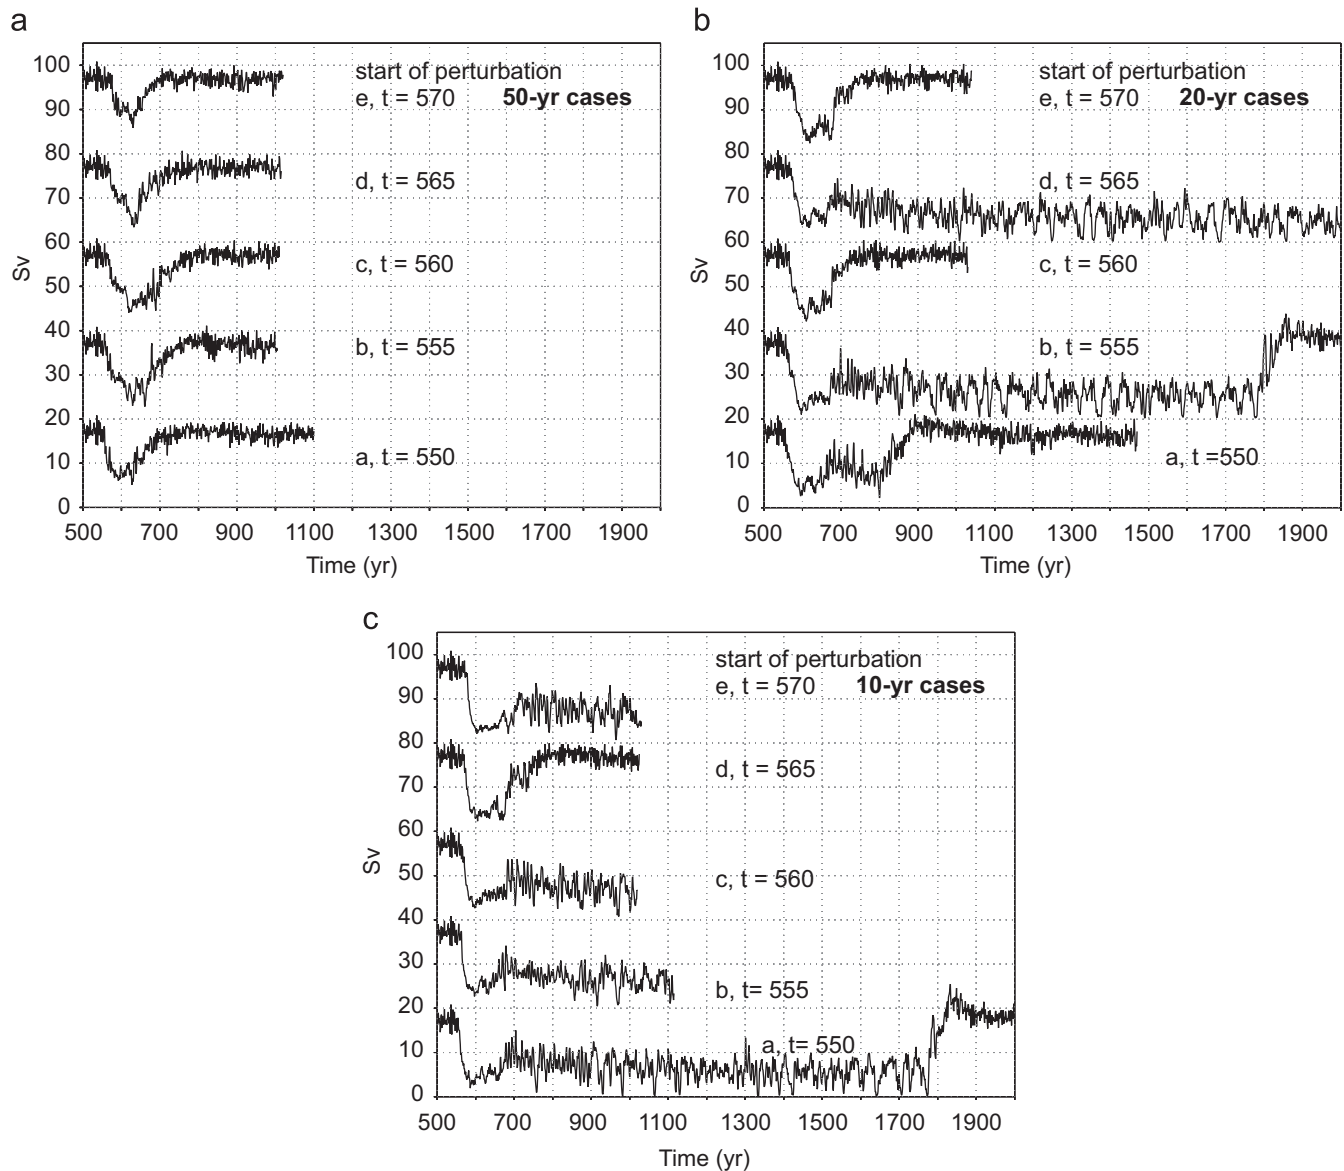 a
100
90
80
70
60
50
40
30
20
10
0
Sv
start of perturbation
e, t = 570 50-yr cases
d, t = 565
c, t = 560
b, t = 555
a, t = 550
500 700 900 1100 1300 1500 1700 1900
Time (yr)
b
100
90
80
70
60
50
40
30
20
10
0
Sv
start of perturbation
e, t = 570 20-yr cases
d, t = 565
c, t = 560
b, t = 555
a, t =550
500 700 900 1100 1300 1500 1700 1900
Time (yr)
c
100
90
80
70
60
50
40
30
20
10
0
Sv
start of perturbation
e, t = 570 10-yr cases
d, t = 565
c, t = 560
b, t= 555
a, t= 550
500 700 900 1100 1300 1500 1700 1900
Time (yr)